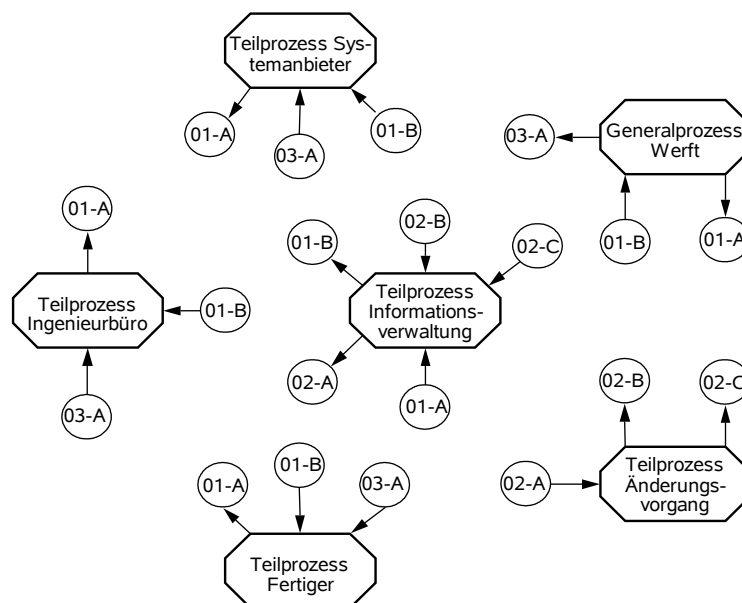 Teilprozess Sys-
temanbieter
01-A
03-A
01-B
03-A
Generalprozess
Werft
01-B
01-A
01-A
Teilprozess
Ingenieurbüro
01-B
03-A
01-B
02-B
02-C
Teilprozess
Informations-
verwaltung
02-A
01-A
02-B
02-C
02-A
Teilprozess
Änderungs-
vorgang
01-A
01-B
03-A
Teilprozess
Fertiger